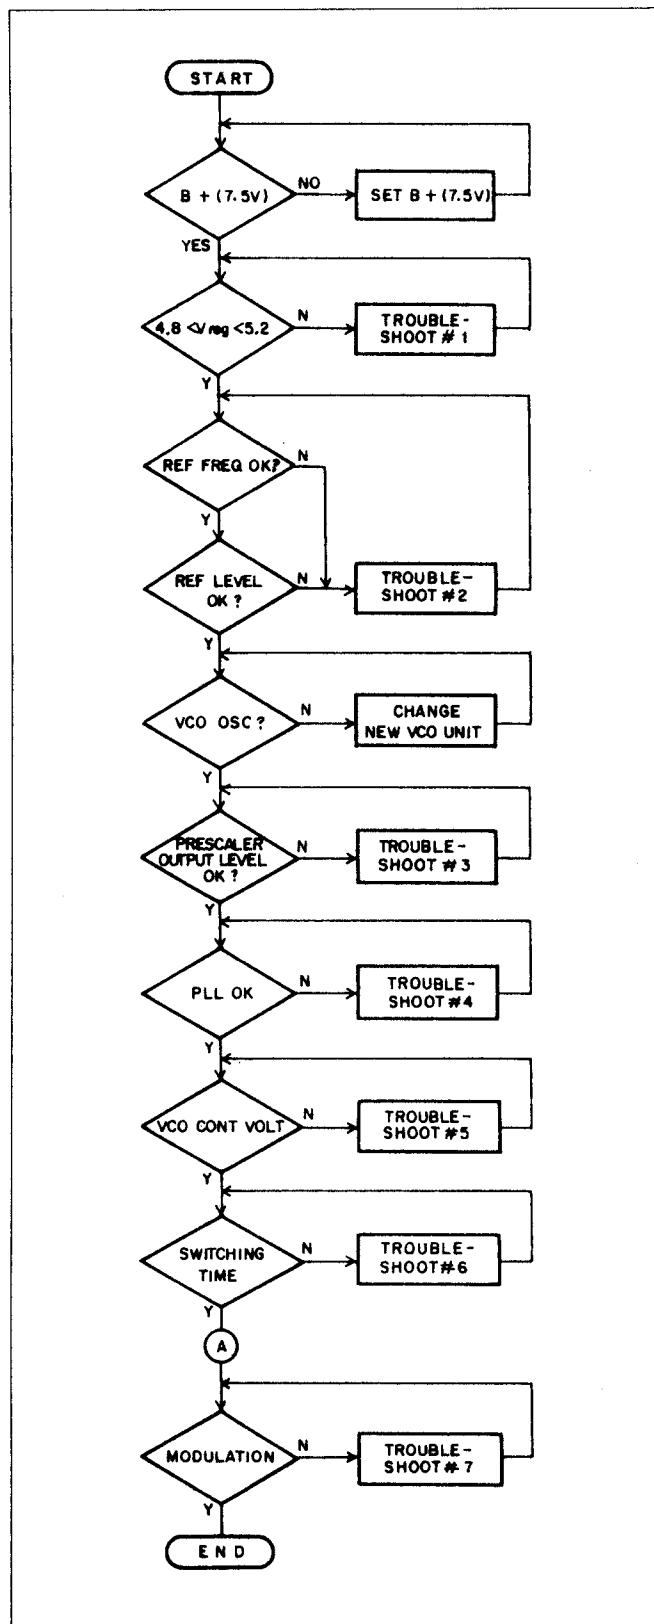 START
B + (7.5V)
NO
SET B + (7.5V)
YES
4.8 <Vreg <5.2
N
TROUBLE-
SHOOT # 1
Y
REF FREQ. OK?
N
Y
REF LEVEL
OK ?
N
TROUBLE-
SHOOT #2
Y
VCO OSC ?
N
CHANGE
NEW VCO UNIT
Y
PRESCALER
OUTPUT LEVEL
OK ?
N
TROUBLE-
SHOOT # 3
Y
PLL OK
N
TROUBLE-
SHOOT #4
Y
VCO CONT VOLT
N
TROUBLE-
SHOOT #5
Y
SWITCHING
TIME
N
TROUBLE-
SHOOT #6
Y
A
MODULATION
N
TROUBLE-
SHOOT # 7
Y
END